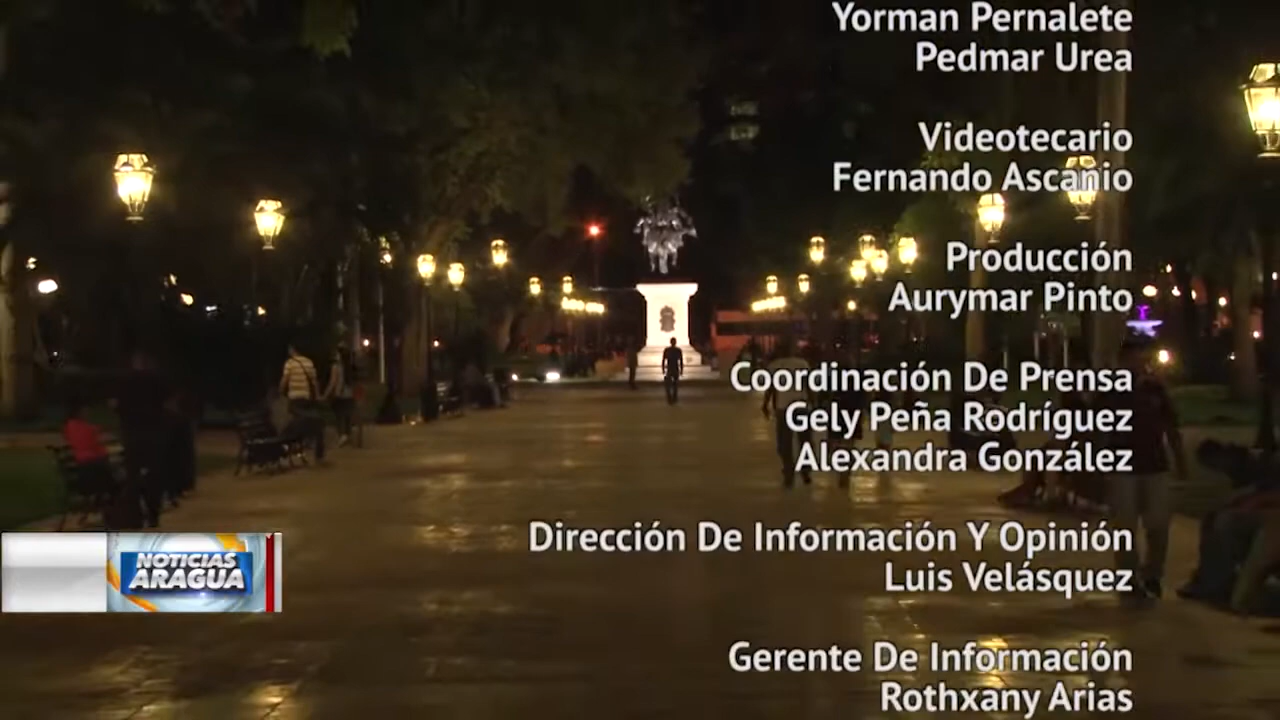 Yorman Pernalete
Pedmar Urea
Videotecario
Fernando Ascanio
Producción
Aurymar Pinto
Coordinación De Prensa
Gely Peña Rodríguez
Alexandra González
Dirección De Información Y Opinión
Luis Velásquez
NOTICIAS
ARAGUA
Gerente De Información
Rothxany Arias